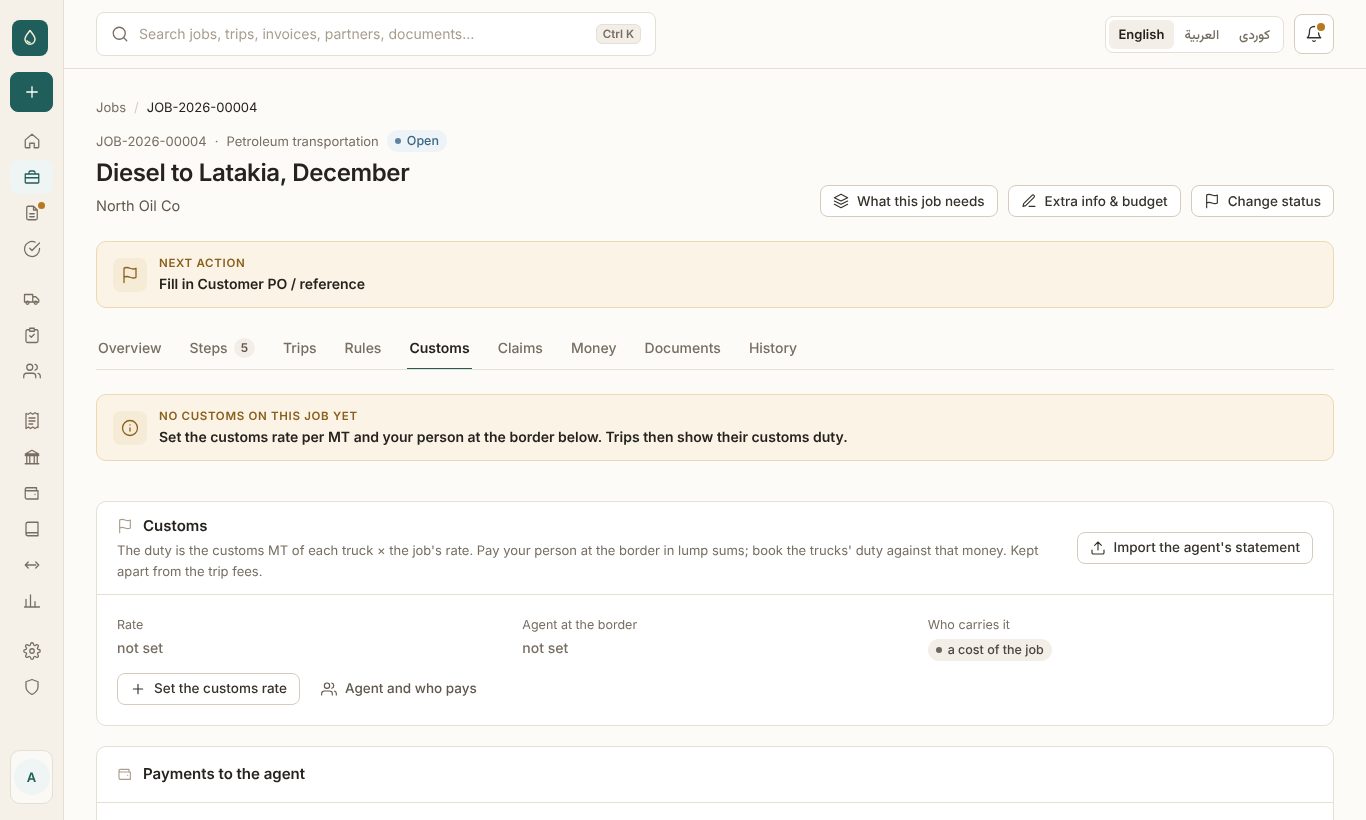 Search jobs, trips, invoices, partners, documents...
Ctrl K
English
العربية
کوردی
Jobs / JOB-2026-00004
JOB-2026-00004 · Petroleum transportation
Open
Diesel to Latakia, December
North Oil Co
What this job needs
Extra info & budget
Change status
NEXT ACTION
Fill in Customer PO / reference
Overview
Steps 5
Trips
Rules
Customs
Claims
Money
Documents
History
NO CUSTOMS ON THIS JOB YET
Set the customs rate per MT and your person at the border below. Trips then show their customs duty.
Customs
The duty is the customs MT of each truck × the job's rate. Pay your person at the border in lump sums; book the trucks' duty against that money. Kept
apart from the trip fees.
Import the agent's statement
Rate
not set
Agent at the border
not set
Who carries it
a cost of the job
Set the customs rate
Agent and who pays
A
Payments to the agent